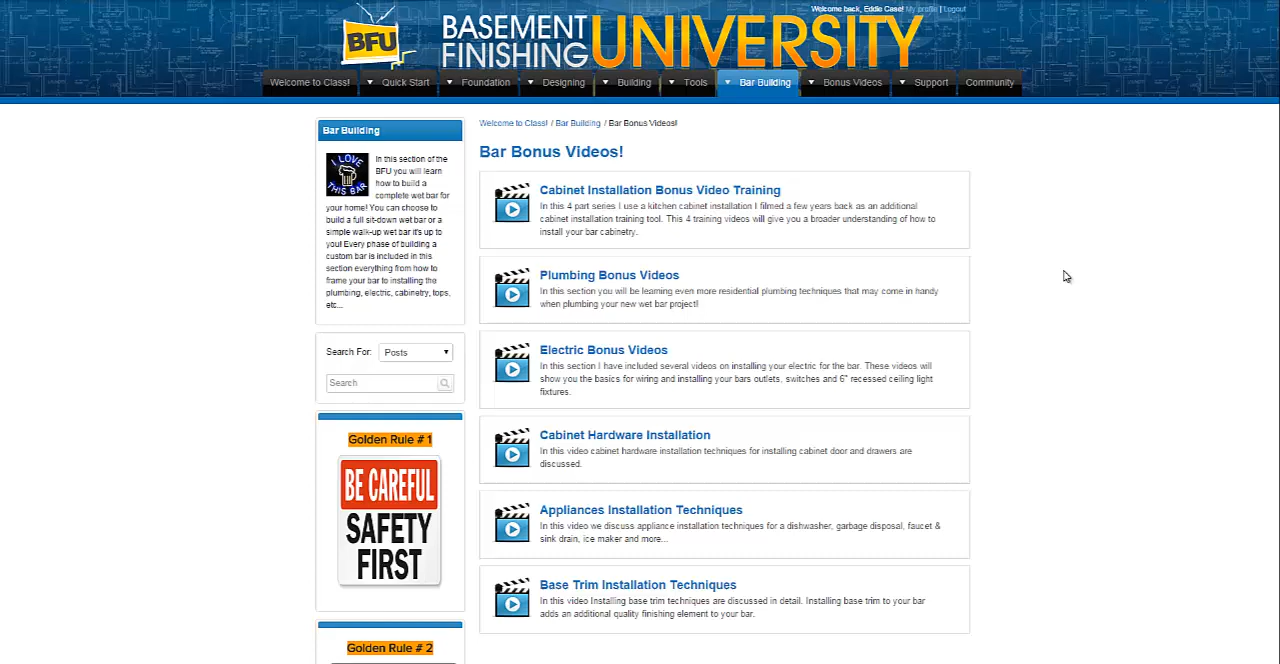 Welcome back, Eddie Case! My profile | Logout
BFU
BASEMENT
FINISHING
UNIVERSITY
Welcome to Class! Quick Start Foundation Designing Building Tools Bar Building Bonus Videos Support Community
Bar Building
I LOVE
THIS BAR
In this section of the
BFU you will learn
how to build a
complete wet bar for
your home! You can choose to
build a full sit-down wet bar or a
simple walk-up wet bar it's up to
you! Every phase of building a
custom bar is included in this
section everything from how to
frame your bar to installing the
plumbing, electric, cabinetry, tops,
etc...
Search For: Posts
Search
Golden Rule # 1
BE CAREFUL
SAFETY
FIRST
Golden Rule # 2
Welcome to Class! / Bar Building / Bar Bonus Videos!
Bar Bonus Videos!
Cabinet Installation Bonus Video Training
In this 4 part series I use a kitchen cabinet installation I filmed a few years back as an additional
cabinet installation training tool. This 4 training videos will give you a broader understanding of how to
install your bar cabinetry.
Plumbing Bonus Videos
In this section you will be learning even more residential plumbing techniques that may come in handy
when plumbing your new wet bar project!
Electric Bonus Videos
In this section I have included several videos on installing your electric for the bar. These videos will
show you the basics for wiring and installing your bars outlets, switches and 6" recessed ceiling light
fixtures.
Cabinet Hardware Installation
In this video cabinet hardware installation techniques for installing cabinet door and drawers are
discussed.
Appliances Installation Techniques
In this video we discuss appliance installation techniques for a dishwasher, garbage disposal, faucet &
sink drain, ice maker and more...
Base Trim Installation Techniques
In this video Installing base trim techniques are discussed in detail. Installing base trim to your bar
adds an additional quality finishing element to your bar.